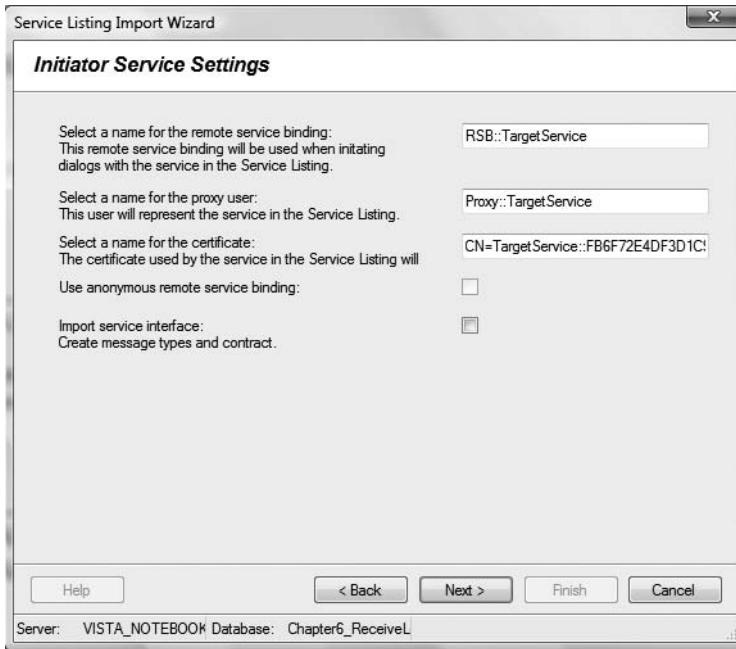 Service Listing Import Wizard
X
Initiator Service Settings
Select a name for the remote service binding:
This remote service binding will be used when initating
dialogs with the service in the Service Listing.
RSB::TargetService
Select a name for the proxy user:
This user will represent the service in the Service Listing.
Proxy::TargetService
Select a name for the certificate:
The certificate used by the service in the Service Listing will
CN=TargetService::FB6F72E4DF3D1C
Use anonymous remote service binding:
Import service interface:
Create message types and contract.
Help
< Back
Next >
Finish
Cancel
Server: VISTA_NOTEBOOK Database: Chapter6_ReceiveL